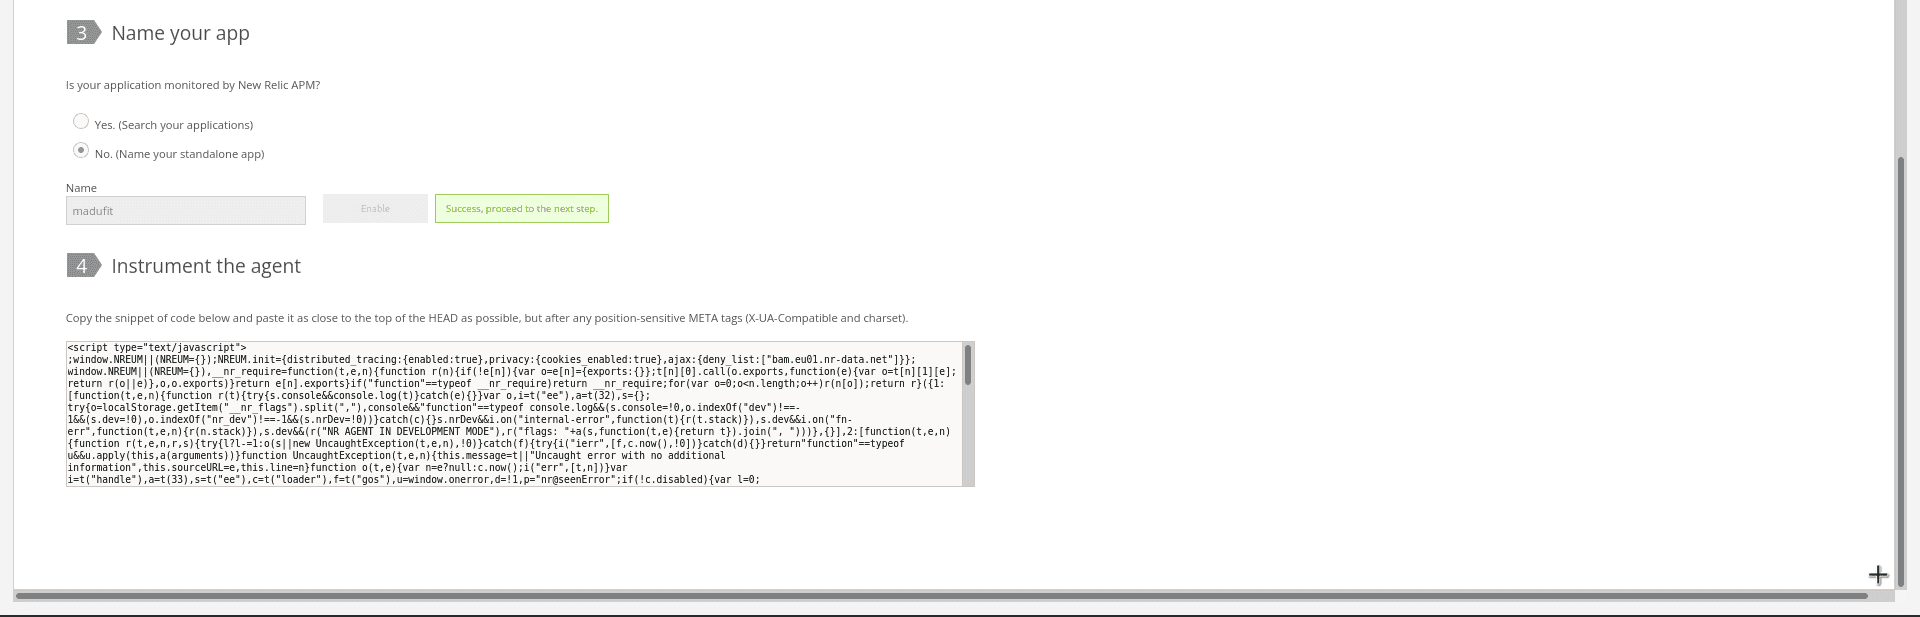 3 Name your app
Is your application monitored by New Relic APM?
Yes. (Search your applications)
No. (Name your standalone app)
Name
madufit
Enable
Success, proceed to the next step.
4 Instrument the agent
Copy the snippet of code below and paste it as close to the top of the HEAD as possible, but after any position-sensitive META tags (X-UA-Compatible and charset).
<script type="text/javascript">
;window.NREUM||(NREUM={});NREUM.init={distributed_tracing:{enabled:true},privacy:{cookies_enabled:true},ajax:{deny_list:["bam.eu01.nr-data.net"]}};
window.NREUM||(NREUM={}),__nr_require=function(t,e,n){function r(n){if(!e[n]){var o=e[n]={exports:{}};t[n][0].call(o.exports,function(e){var o=t[n][1][e];
return r(o||e)},o,o.exports)}return e[n].exports}if("function"==typeof __nr_require)return __nr_require;for(var o=0;o<n.length;o++)r(n[o]);return r}({1:
[function(t,e,n){function r(t){try{s.console&&console.log(t)}catch(e){}}var o,i=t("ee"),a=t(32),s={};
try{o=localStorage.getItem("__nr_flags").split(","),console&&"function"==typeof console.log&&(s.console=!0,o.indexOf("dev")!==-
1&&(s.dev=!0),o.indexOf("nr_dev")!==-1&&(s.nrDev=!0))}catch(c){}s.nrDev&&i.on("internal-error",function(t){r(t.stack)}),s.dev&&i.on("fn-
err",function(t,e,n){r(n.stack)}),s.dev&&(r("NR AGENT IN DEVELOPMENT MODE"),r("flags: "+a(s,function(t,e){return t}).join(", ")))},{}],2:[function(t,e,n)
{function r(t,e,n,r,s){try{l?l-=1:o(s||new UncaughtException(t,e,n),!0)}catch(f){try{i("ierr",[f,c.now(),!0])}catch(d){}}return"function"==typeof
u&&u.apply(this,a(arguments))}function UncaughtException(t,e,n){this.message=t||"Uncaught error with no additional
information",this.sourceURL=e,this.line=n}function o(t,e){var n=e?null:c.now();i("err",[t,n])}var
i=t("handle"),a=t(33),s=t("ee"),c=t("loader"),f=t("gos"),u=window.onerror,d=!1,p="nr@seenError";if(!c.disabled){var l=0;